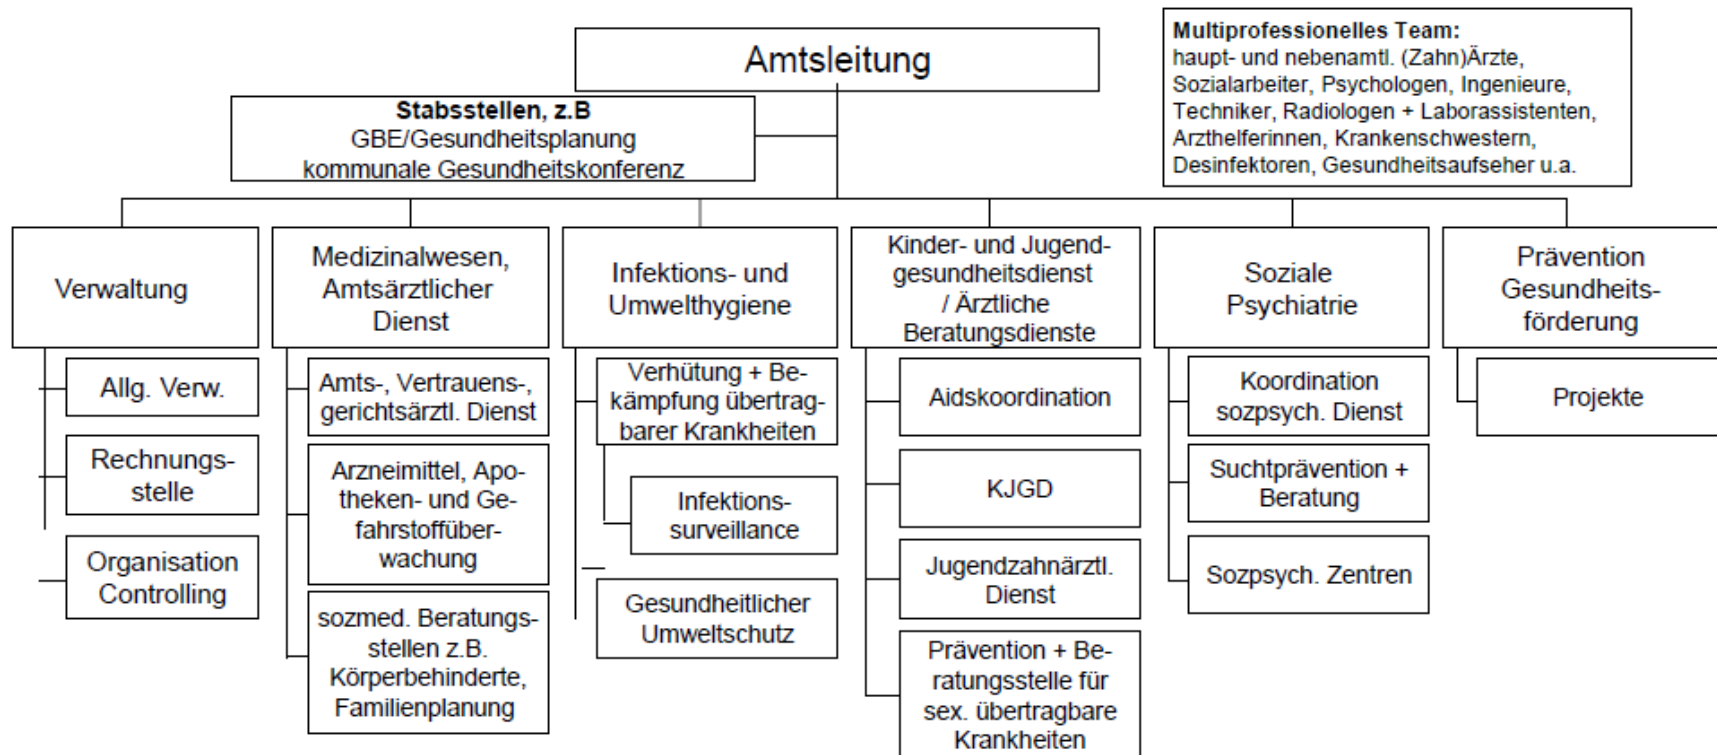 Amtsleitung
Multiprofessionelles Team:
haupt- und nebenamtl. (Zahn)Ärzte,
Sozialarbeiter, Psychologen, Ingenieure,
Techniker, Radiologen + Laborassistenten,
Arzthelferinnen, Krankenschwestern,
Desinfektoren, Gesundheitsaufseher u.a.
Stabsstellen, z.B
GBE/Gesundheitsplanung
kommunale Gesundheitskonferenz
Verwaltung
Allg. Verw.
Rechnungs-
stelle
Organisation
Controlling
Medizinalwesen,
Amtsärztlicher
Dienst
Amts-, Vertrauens-,
gerichtsärztl. Dienst
Arzneimittel, Apo-
theken- und Ge-
fahrstoffüber-
wachung
sozmed. Beratungs-
stellen z.B.
Körperbehinderte,
Familienplanung
Infektions- und
Umwelthygiene
Verhütung + Be-
kämpfung übertrag-
barer Krankheiten
Infektions-
surveillance
Gesundheitlicher
Umweltschutz
Kinder- und Jugend-
gesundheitsdienst
/ Ärztliche
Beratungsdienste
Aidskoordination
KJGD
Jugendzahnärztl.
Dienst
Prävention + Be-
ratungsstelle für
sex. übertragbare
Krankheiten
Soziale
Psychiatrie
Koordination
sozpsych. Dienst
Suchtprävention +
Beratung
Sozpsych. Zentren
Prävention
Gesundheits-
förderung
Projekte